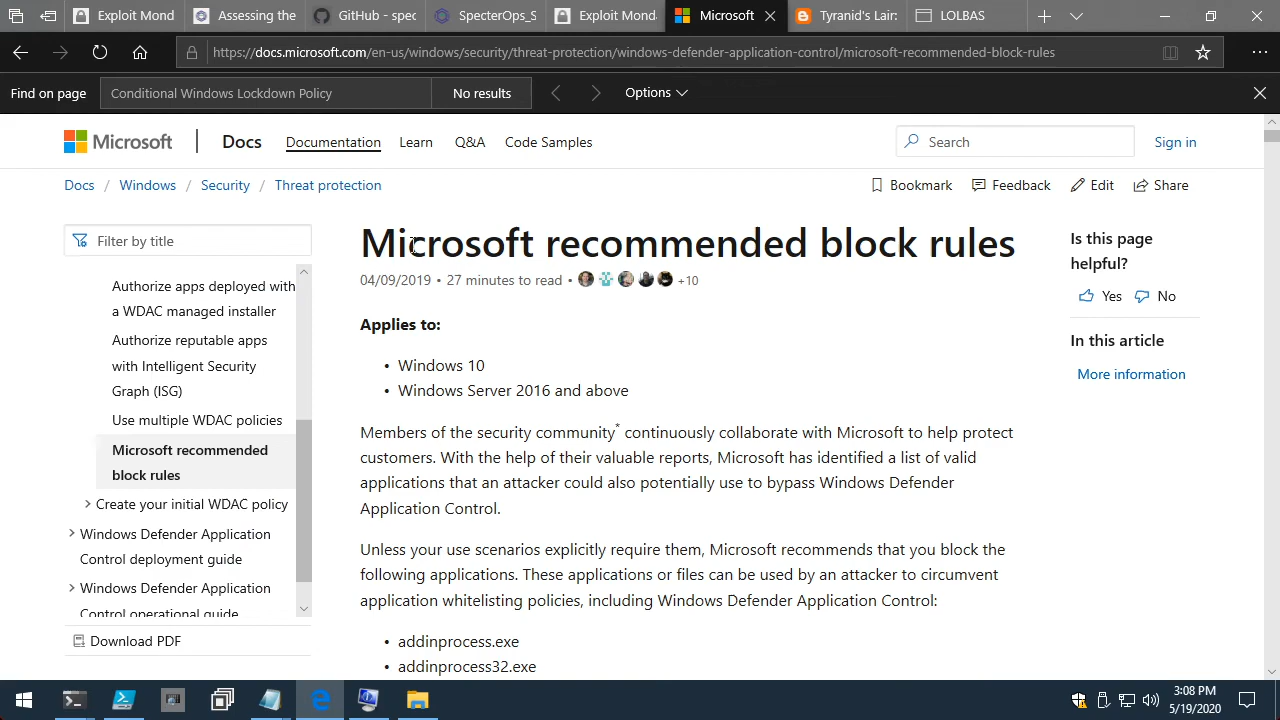 Exploit Mond
Assessing the
GitHub - spec
SpecterOps_S
Exploit Monda
Microsoft
Tyranid's Lair:
LOLBAS
https://docs.microsoft.com/en-us/windows/security/threat-protection/windows-defender-application-control/microsoft-recommended-block-rules
Find on page
Conditional Windows Lockdown Policy
No results
Options
Microsoft
Docs
Documentation
Learn
Q&A
Code Samples
Search
Sign in
Docs / Windows / Security / Threat protection
Bookmark
Feedback
Edit
Share
Filter by title
Authorize apps deployed with
a WDAC managed installer
Authorize reputable apps
with Intelligent Security
Graph (ISG)
Use multiple WDAC policies
Microsoft recommended
block rules
Create your initial WDAC policy
Windows Defender Application
Control deployment guide
Windows Defender Application
Control operational guide
Download PDF
Microsoft recommended block rules
04/09/2019 • 27 minutes to read • +10
Applies to:
• Windows 10
• Windows Server 2016 and above
Members of the security community* continuously collaborate with Microsoft to help protect
customers. With the help of their valuable reports, Microsoft has identified a list of valid
applications that an attacker could also potentially use to bypass Windows Defender
Application Control.
Unless your use scenarios explicitly require them, Microsoft recommends that you block the
following applications. These applications or files can be used by an attacker to circumvent
application whitelisting policies, including Windows Defender Application Control:
• addinprocess.exe
• addinprocess32.exe
Is this page
helpful?
Yes
No
In this article
More information
3:08 PM
5/19/2020